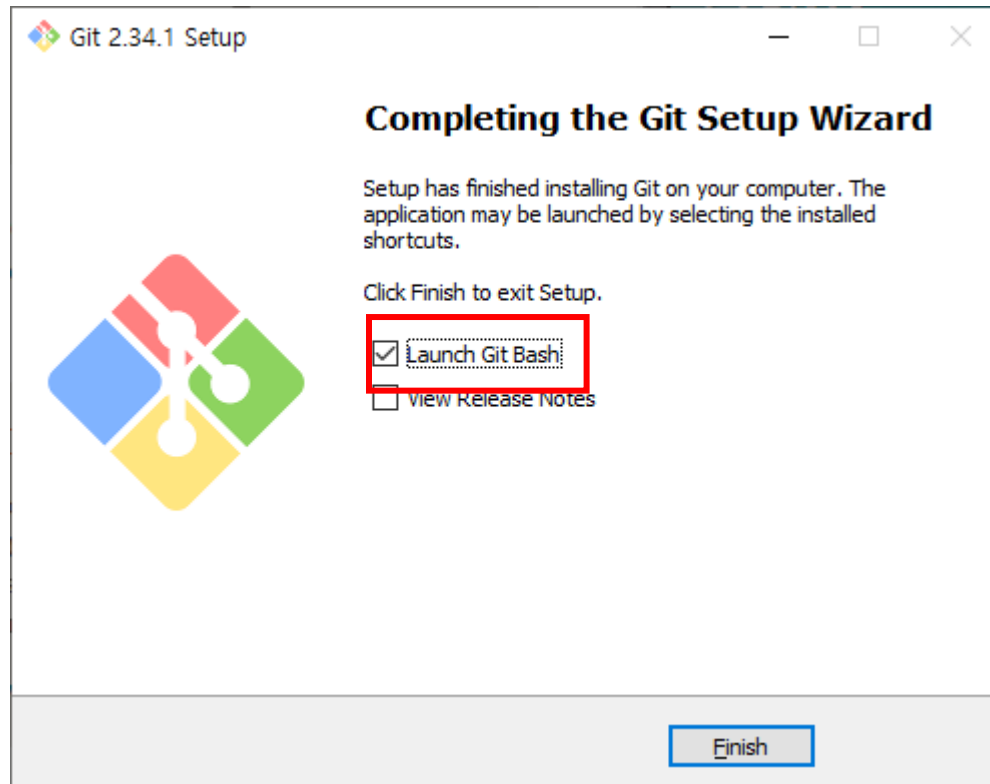 Git 2.34.1 Setup
Completing the Git Setup Wizard
Setup has finished installing Git on your computer. The
application may be launched by selecting the installed
shortcuts.
Click Finish to exit Setup.
Launch Git Bash
View Release Notes
Finish